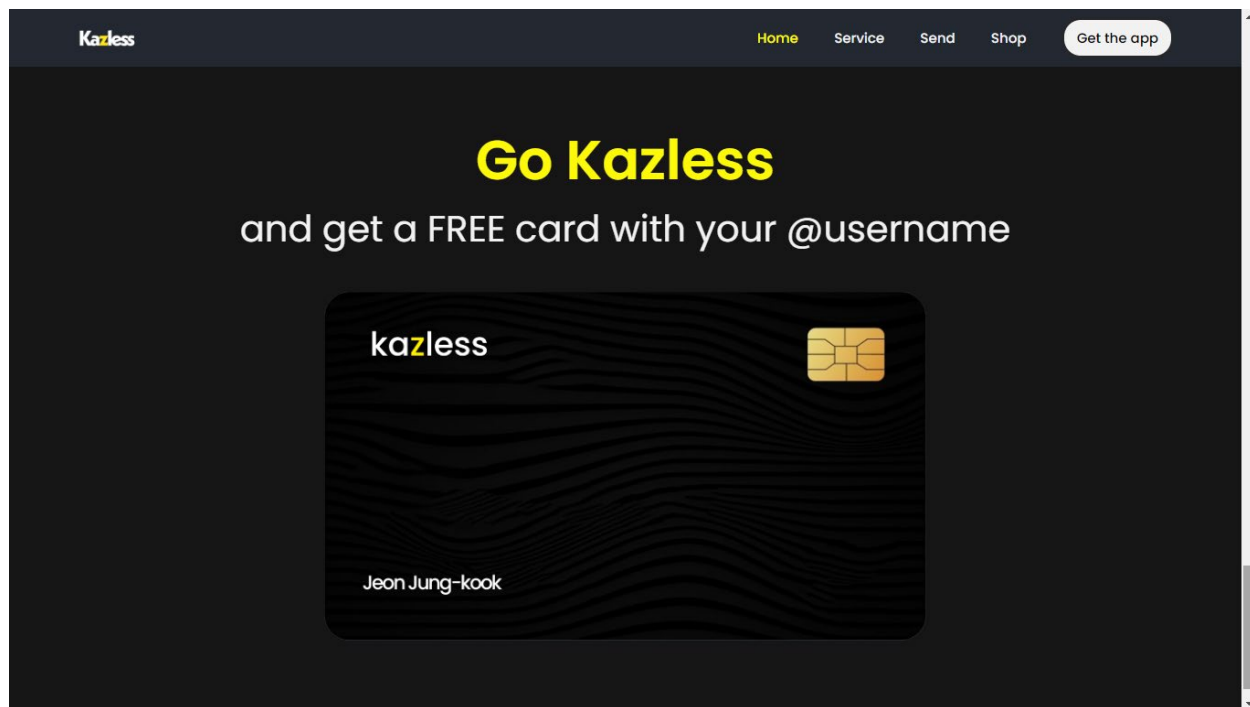 Kazless Home Service Send Shop Get the app
Go Kazless
and get a FREE card with your @username
kazless
Jeon Jung-kook